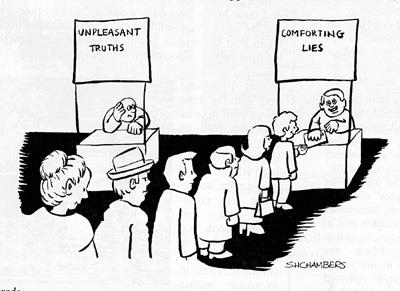 UNPLEASANT
TRUTHS
COMFORTING
LIES
SHCHAMBERS